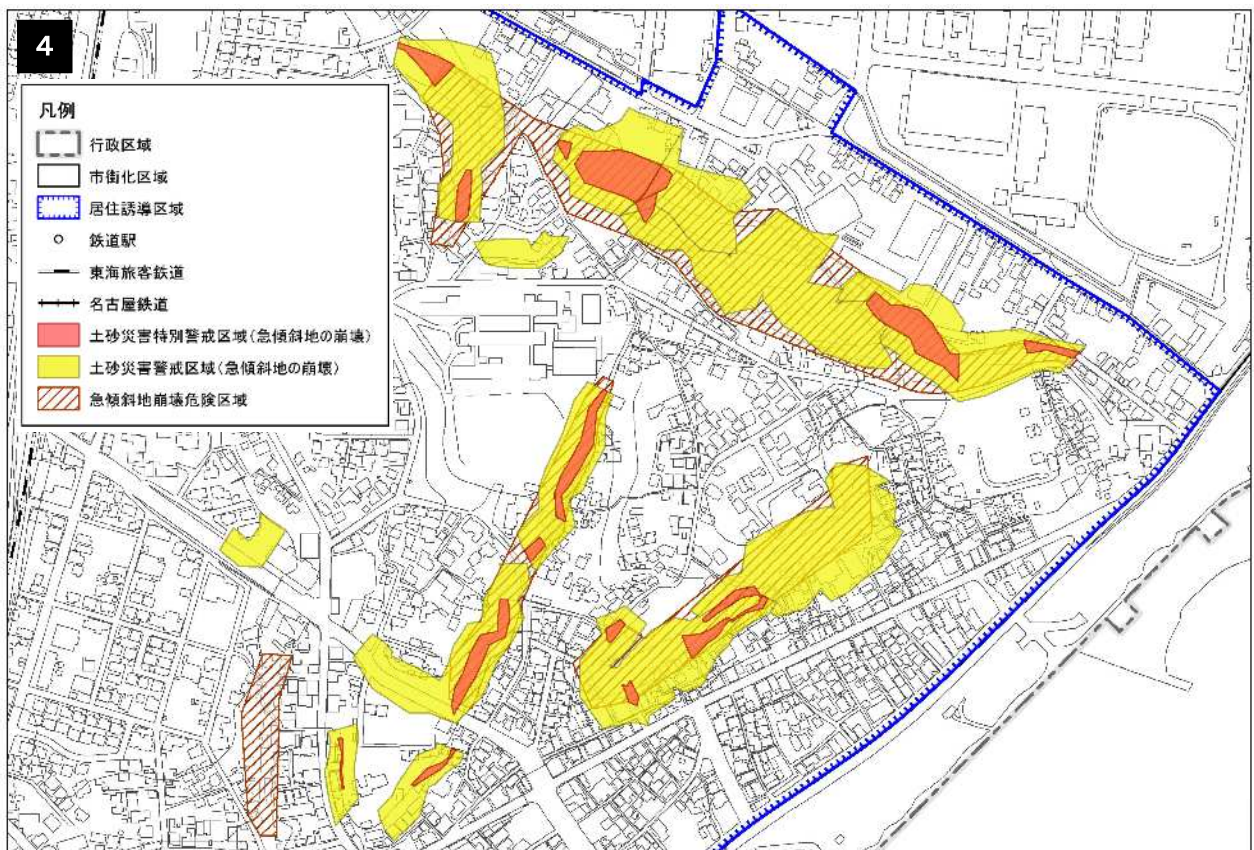 4
凡例
行政区域
市街化区域
居住誘導区域
鉄道駅
東海旅客鉄道
名古屋鉄道
土砂災害特別警戒区域(急傾斜地の崩壊)
土砂災害警戒区域(急傾斜地の崩壊)
急傾斜地崩壊危険区域